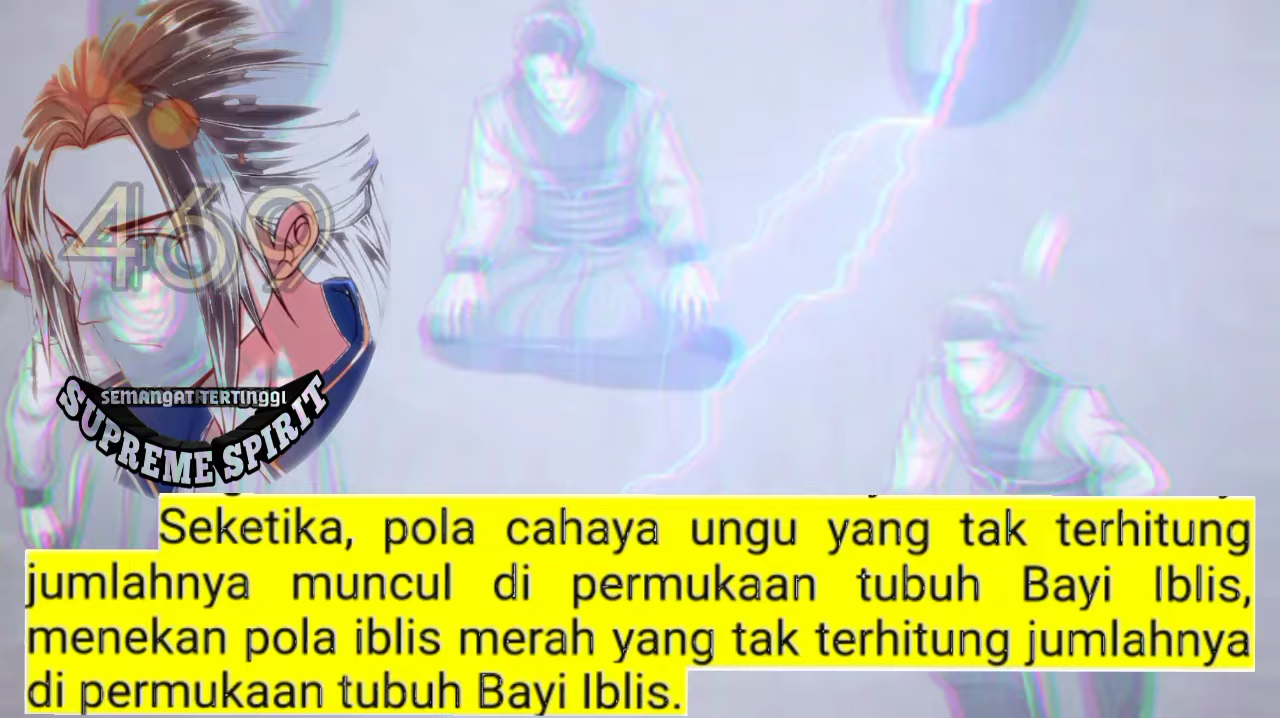 469
SEMANGAT TERTINGGI
SUPREME SPIRIT
Seketika, pola cahaya ungu yang tak terhitung
jumlahnya muncul di permukaan tubuh Bayi Iblis,
menekan pola iblis merah yang tak terhitung jumlahnya
di permukaan tubuh Bayi Iblis.